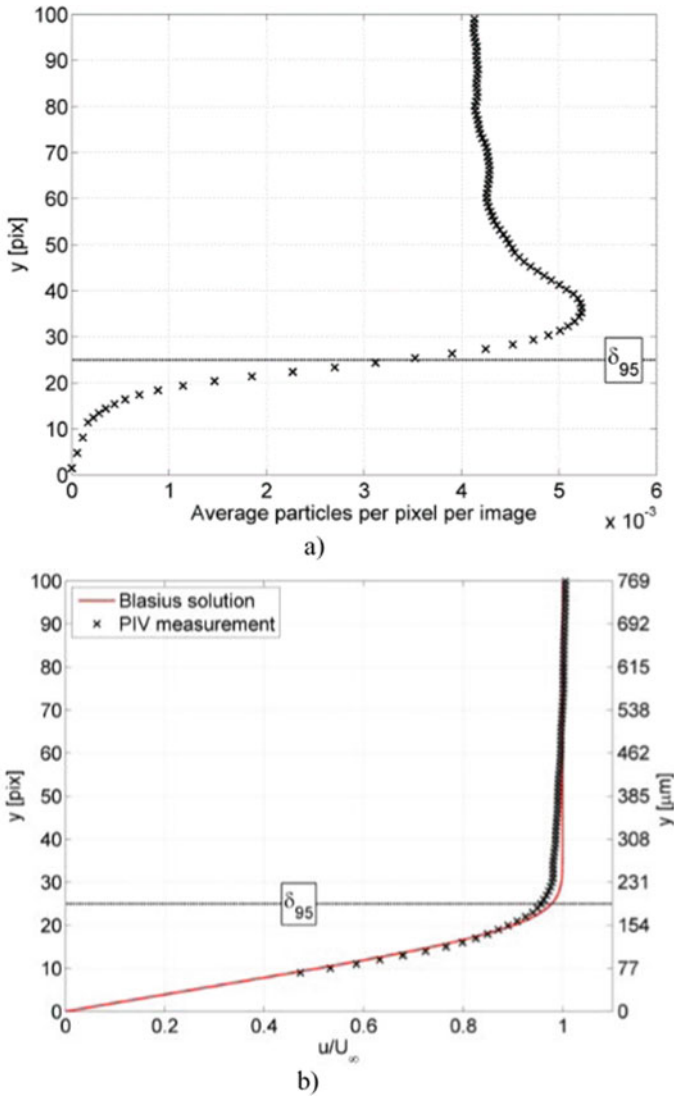 100
90
80
70
60
50
40
30
20
10
0
y [pix]
δ95
0 1 2 3 4 5 6
Average particles per pixel per image
x 10-3
a)
100
90
80
70
60
50
40
30
20
10
0
y [pix]
Blasius solution
PIV measurement
δ95
769
692
615
538
462
385
308
231
154
77
0
y [μm]
0 0.2 0.4 0.6 0.8 1
u/U∞
b)